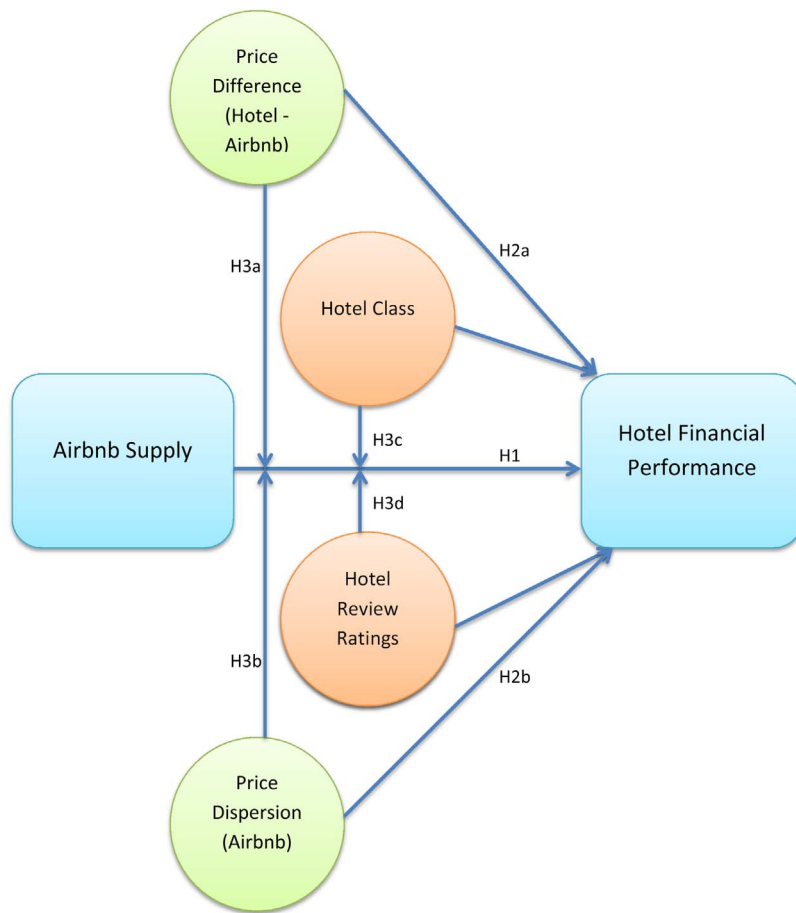 Price
Difference
(Hotel -
Airbnb)
H2a
H3a
Hotel Class
Airbnb Supply
H3c
H1
Hotel Financial
Performance
H3d
Hotel
Review
Ratings
H3b
H2b
Price
Dispersion
(Airbnb)